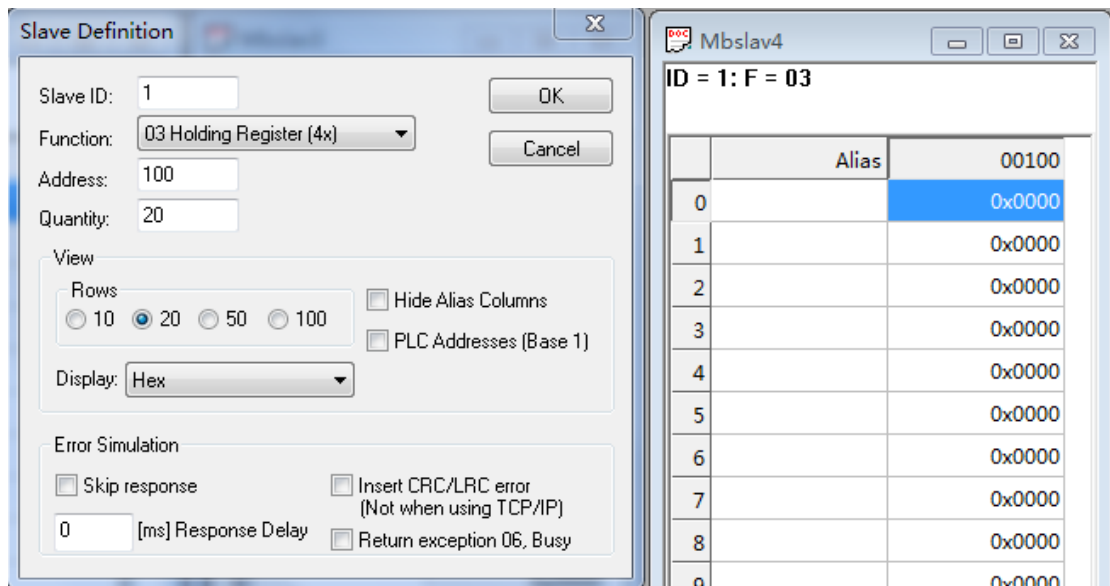 Slave Definition
Slave ID: 1
OK
Function: 03 Holding Register (4x)
Cancel
Address: 100
Quantity: 20
View
Rows
10 20 50 100
Hide Alias Columns
PLC Addresses (Base 1)
Display: Hex
Error Simulation
Skip response
Insert CRC/LRC error
(Not when using TCP/IP)
0 [ms] Response Delay
Return exception 06, Busy
DOC
Mbslav4
ID = 1: F = 03
Alias 00100
0 0x0000
1 0x0000
2 0x0000
3 0x0000
4 0x0000
5 0x0000
6 0x0000
7 0x0000
8 0x0000
9 0x0000